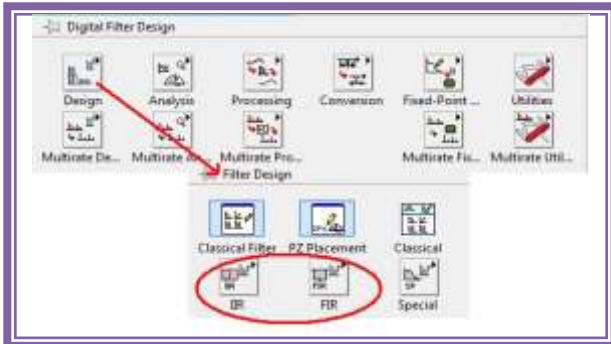 Digital Filter Design
Design Analysis Processing Conversion Fixed-Point ... Utilities
Multirate De... Multirate An... Multirate Pro... Multirate Fix... Multirate Util...
Filter Design
Classical Filter PZ Placement Classical
IIR FIR Special